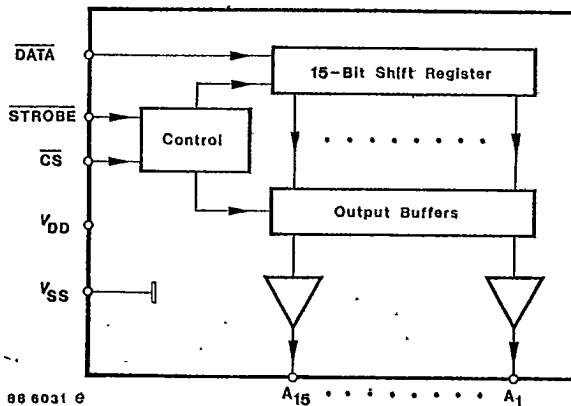 DATA
15-Bit Shift Register
STROBE
Control
CS
Output Buffers
VDD
VSS
A15
A1
88 6031 e